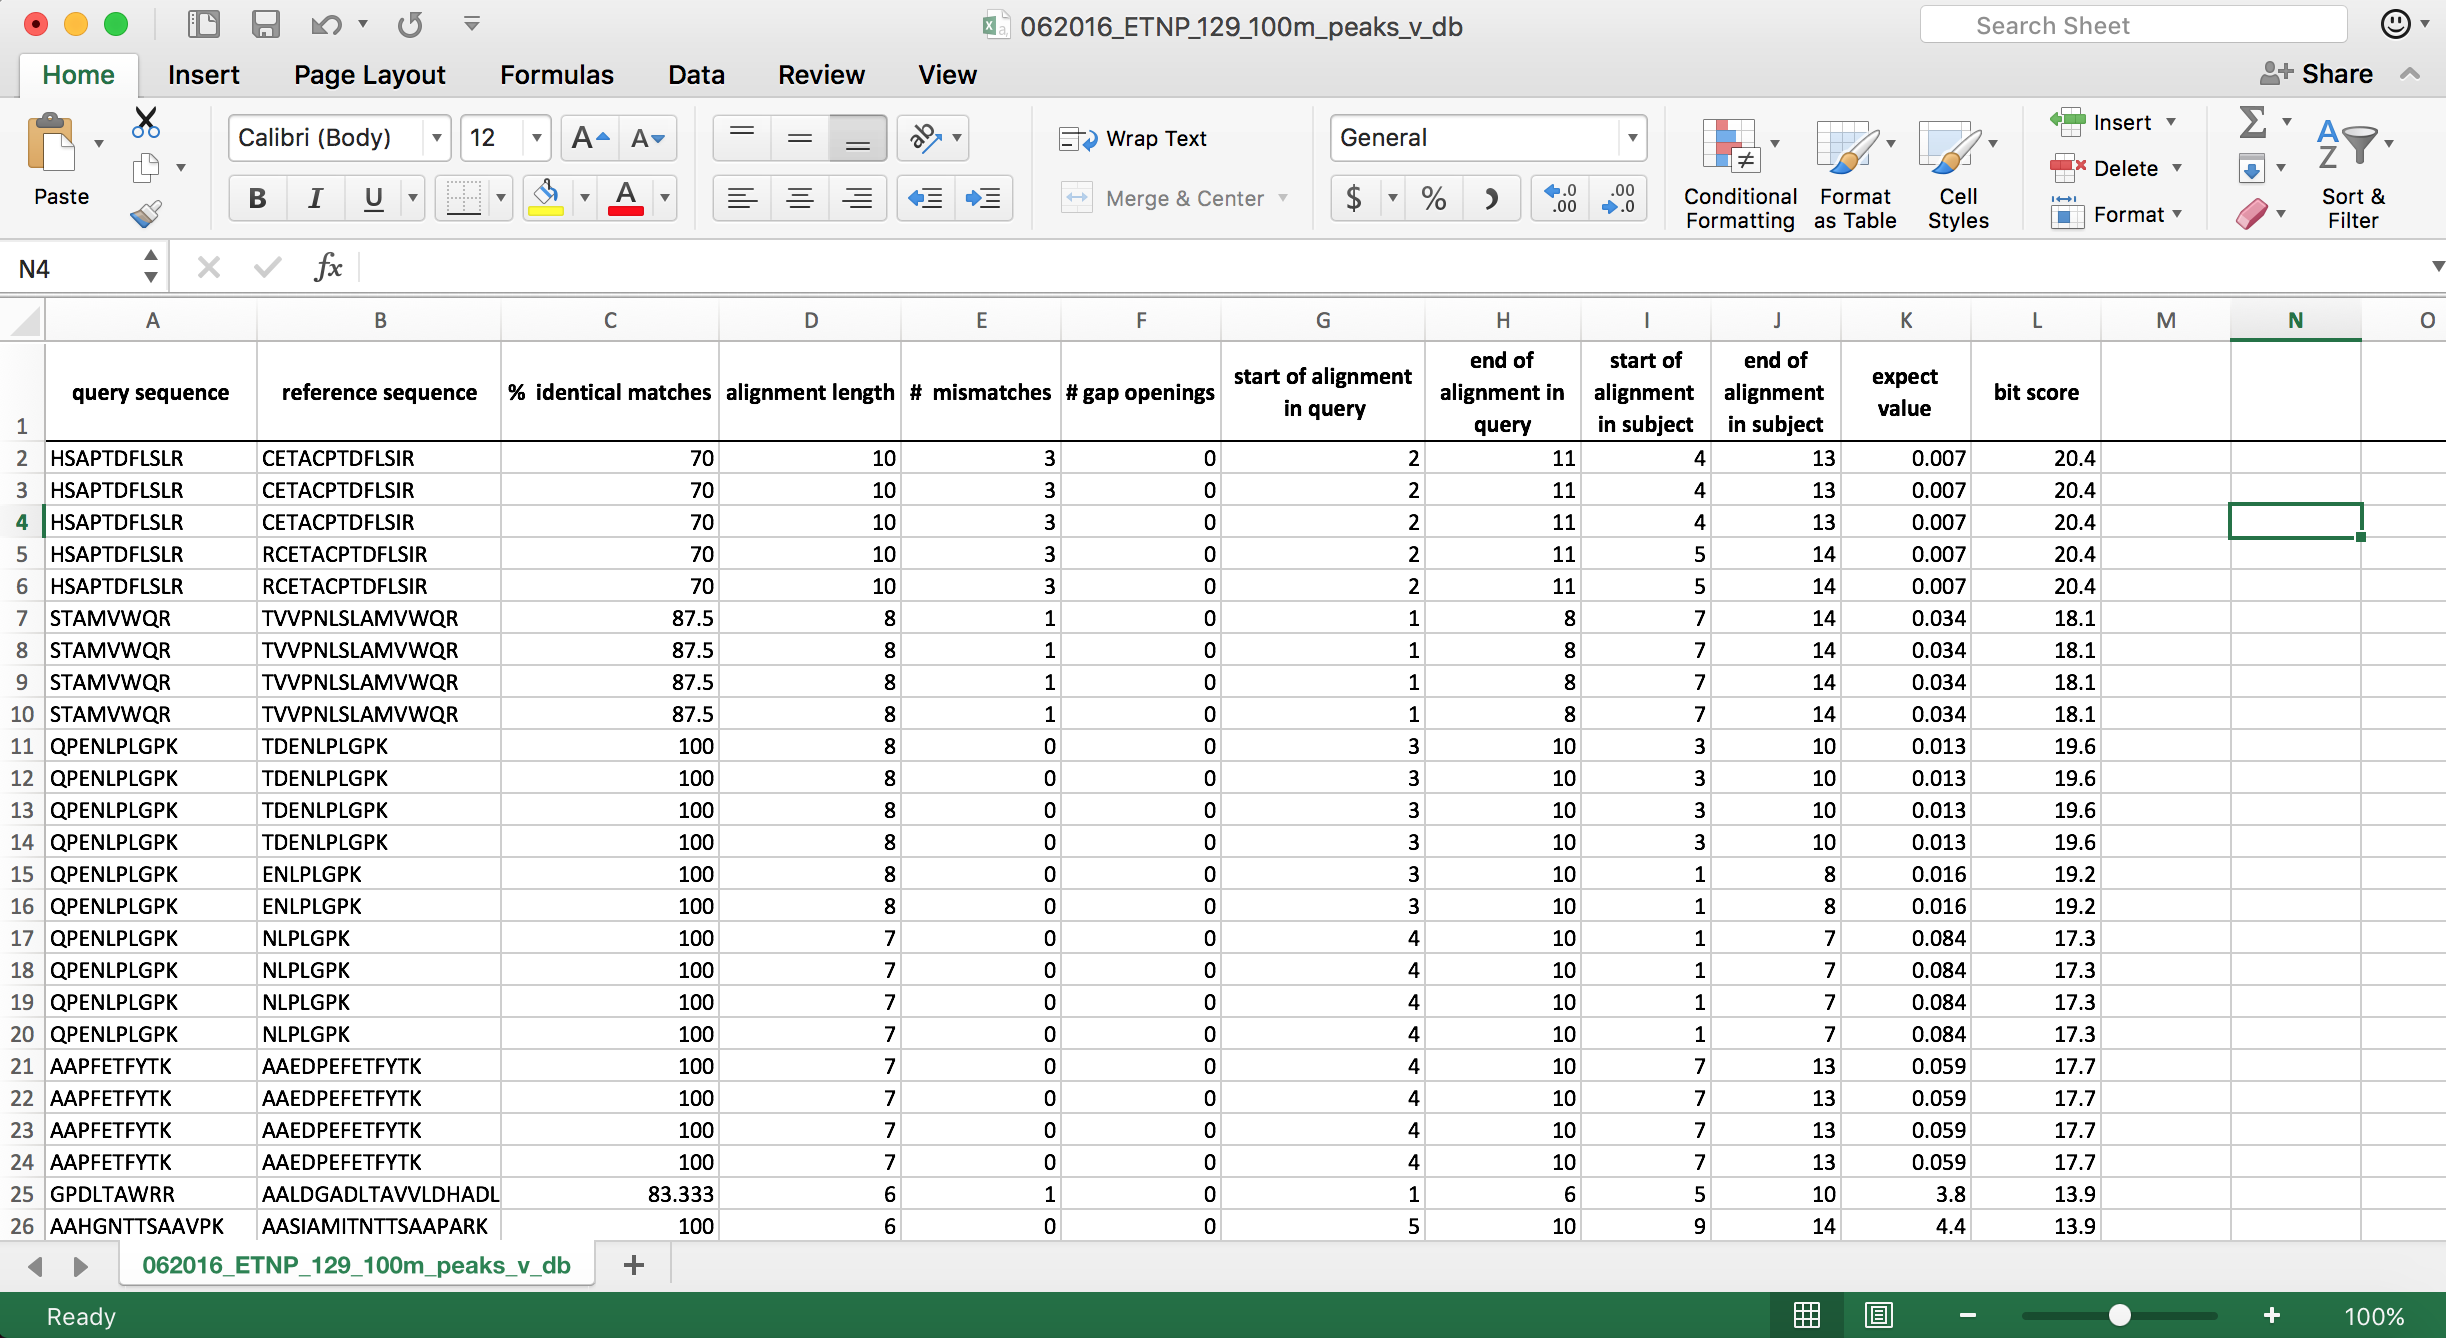 062016_ETNP_129_100m_peaks_v_db
Search Sheet
Home Insert Page Layout Formulas Data Review View Share
Paste
Calibri (Body) 12 A A
B I U A
ab
Wrap Text
Merge & Center
General
$ % .0 .00 .00 .0
Conditional Formatting
Format as Table
Cell Styles
Insert
Delete
Format
A Z
Sort & Filter
N4 fx
A B C D E F G H I J K L M N O
1 query sequence reference sequence % identical matches alignment length # mismatches # gap openings start of alignment in query end of alignment in query start of alignment in subject end of alignment in subject expect value bit score
2 HSAPTDFLSLR CETACPTDFLSIR 70 10 3 0 2 11 4 13 0.007 20.4
3 HSAPTDFLSLR CETACPTDFLSIR 70 10 3 0 2 11 4 13 0.007 20.4
4 HSAPTDFLSLR CETACPTDFLSIR 70 10 3 0 2 11 4 13 0.007 20.4
5 HSAPTDFLSLR RCETACPTDFLSIR 70 10 3 0 2 11 5 14 0.007 20.4
6 HSAPTDFLSLR RCETACPTDFLSIR 70 10 3 0 2 11 5 14 0.007 20.4
7 STAMVWQR TVVPNLSLAMVWQR 87.5 8 1 0 1 8 7 14 0.034 18.1
8 STAMVWQR TVVPNLSLAMVWQR 87.5 8 1 0 1 8 7 14 0.034 18.1
9 STAMVWQR TVVPNLSLAMVWQR 87.5 8 1 0 1 8 7 14 0.034 18.1
10 STAMVWQR TVVPNLSLAMVWQR 87.5 8 1 0 1 8 7 14 0.034 18.1
11 QPENLPLGPK TDENLPLGPK 100 8 0 0 3 10 3 10 0.013 19.6
12 QPENLPLGPK TDENLPLGPK 100 8 0 0 3 10 3 10 0.013 19.6
13 QPENLPLGPK TDENLPLGPK 100 8 0 0 3 10 3 10 0.013 19.6
14 QPENLPLGPK TDENLPLGPK 100 8 0 0 3 10 3 10 0.013 19.6
15 QPENLPLGPK ENLPLGPK 100 8 0 0 3 10 1 8 0.016 19.2
16 QPENLPLGPK ENLPLGPK 100 8 0 0 3 10 1 8 0.016 19.2
17 QPENLPLGPK NLPLGPK 100 7 0 0 4 10 1 7 0.084 17.3
18 QPENLPLGPK NLPLGPK 100 7 0 0 4 10 1 7 0.084 17.3
19 QPENLPLGPK NLPLGPK 100 7 0 0 4 10 1 7 0.084 17.3
20 QPENLPLGPK NLPLGPK 100 7 0 0 4 10 1 7 0.084 17.3
21 AAPFETFYTK AAEDPEFETFYTK 100 7 0 0 4 10 7 13 0.059 17.7
22 AAPFETFYTK AAEDPEFETFYTK 100 7 0 0 4 10 7 13 0.059 17.7
23 AAPFETFYTK AAEDPEFETFYTK 100 7 0 0 4 10 7 13 0.059 17.7
24 AAPFETFYTK AAEDPEFETFYTK 100 7 0 0 4 10 7 13 0.059 17.7
25 GPDLTAWRR AALDGADLTAVVLDHADL 83.333 6 1 0 1 6 5 10 3.8 13.9
26 AAHGNTTSAAVPK AASIAMITNTTSAAPARK 100 6 0 0 5 10 9 14 4.4 13.9
062016_ETNP_129_100m_peaks_v_db +
Ready 100%